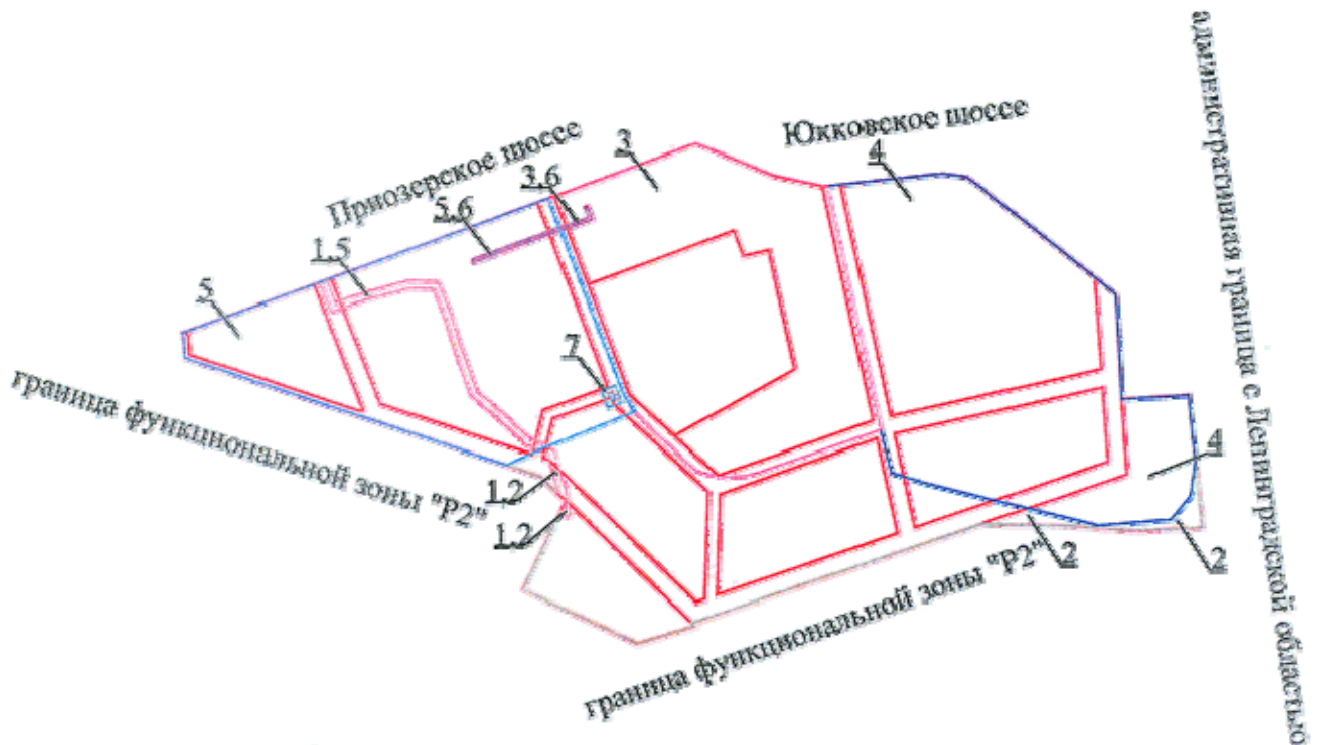 административная граница с Ленинградской областью
Юкковское шоссе
4
3
Приозерское шоссе
3,6
5,6
1,5
5
7
граница функциональной зоны "Р2"
1,2
1,2
4
2
2
граница функциональной зоны "Р2"